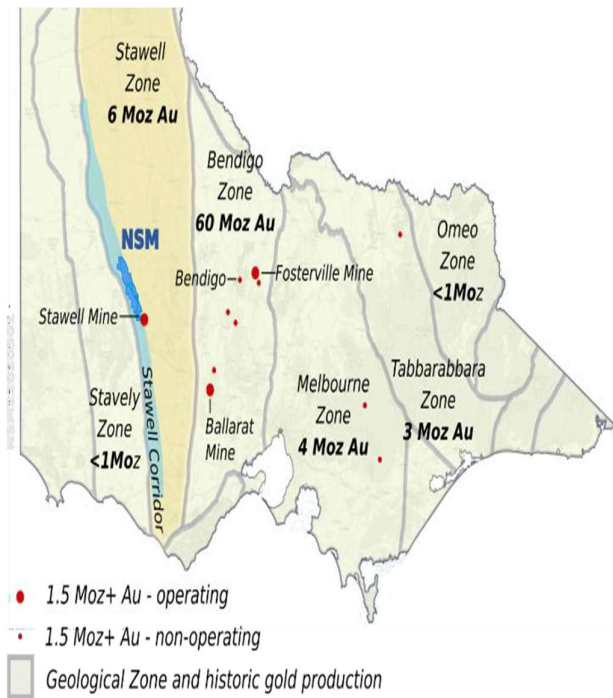 Stawell
Zone
6 Moz Au
Bendigo
Zone
60 Moz Au
Omeo
Zone
<1Moz
NSM
Bendigo
Fosterville Mine
Stawell Mine
Stavely
Zone
<1Moz
Stawell Corridor
Ballarat
Mine
Melbourne
Zone
4 Moz Au
Tabbarabbara
Zone
3 Moz Au
1.5 Moz+ Au - operating
1.5 Moz+ Au - non-operating
Geological Zone and historic gold production